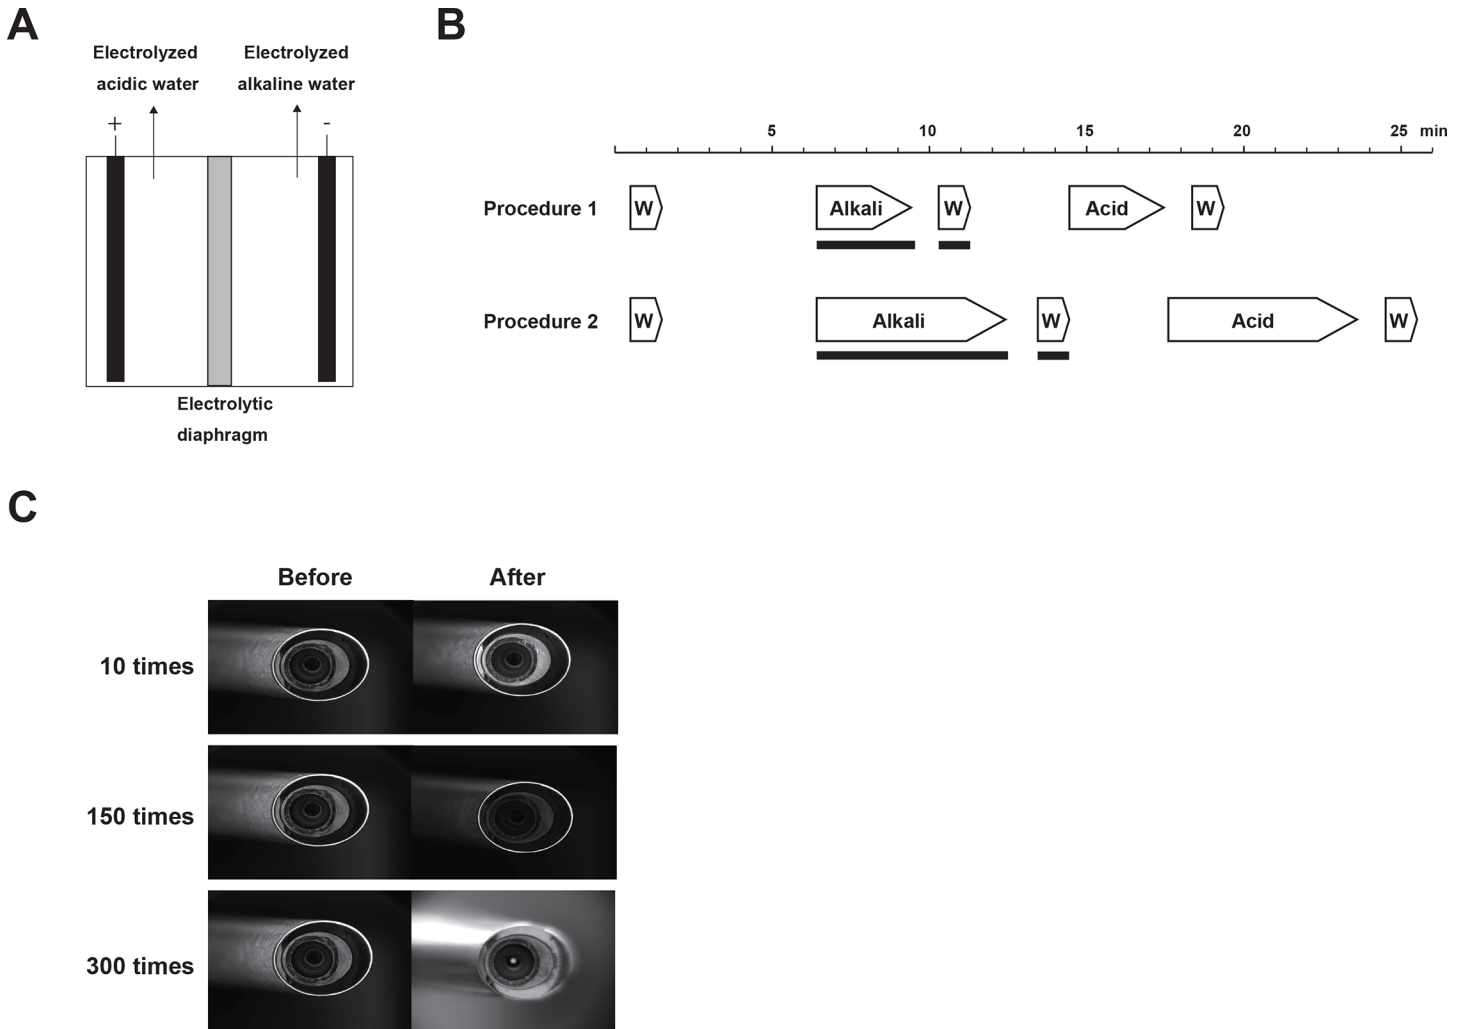 A
Electrolyzed
acidic water
Electrolyzed
alkaline water
+
-
Electrolytic
diaphragm
B
5 10 15 20 25 min
Procedure 1 W Alkali W Acid W
Procedure 2 W Alkali W Acid W
C
Before After
10 times
150 times
300 times